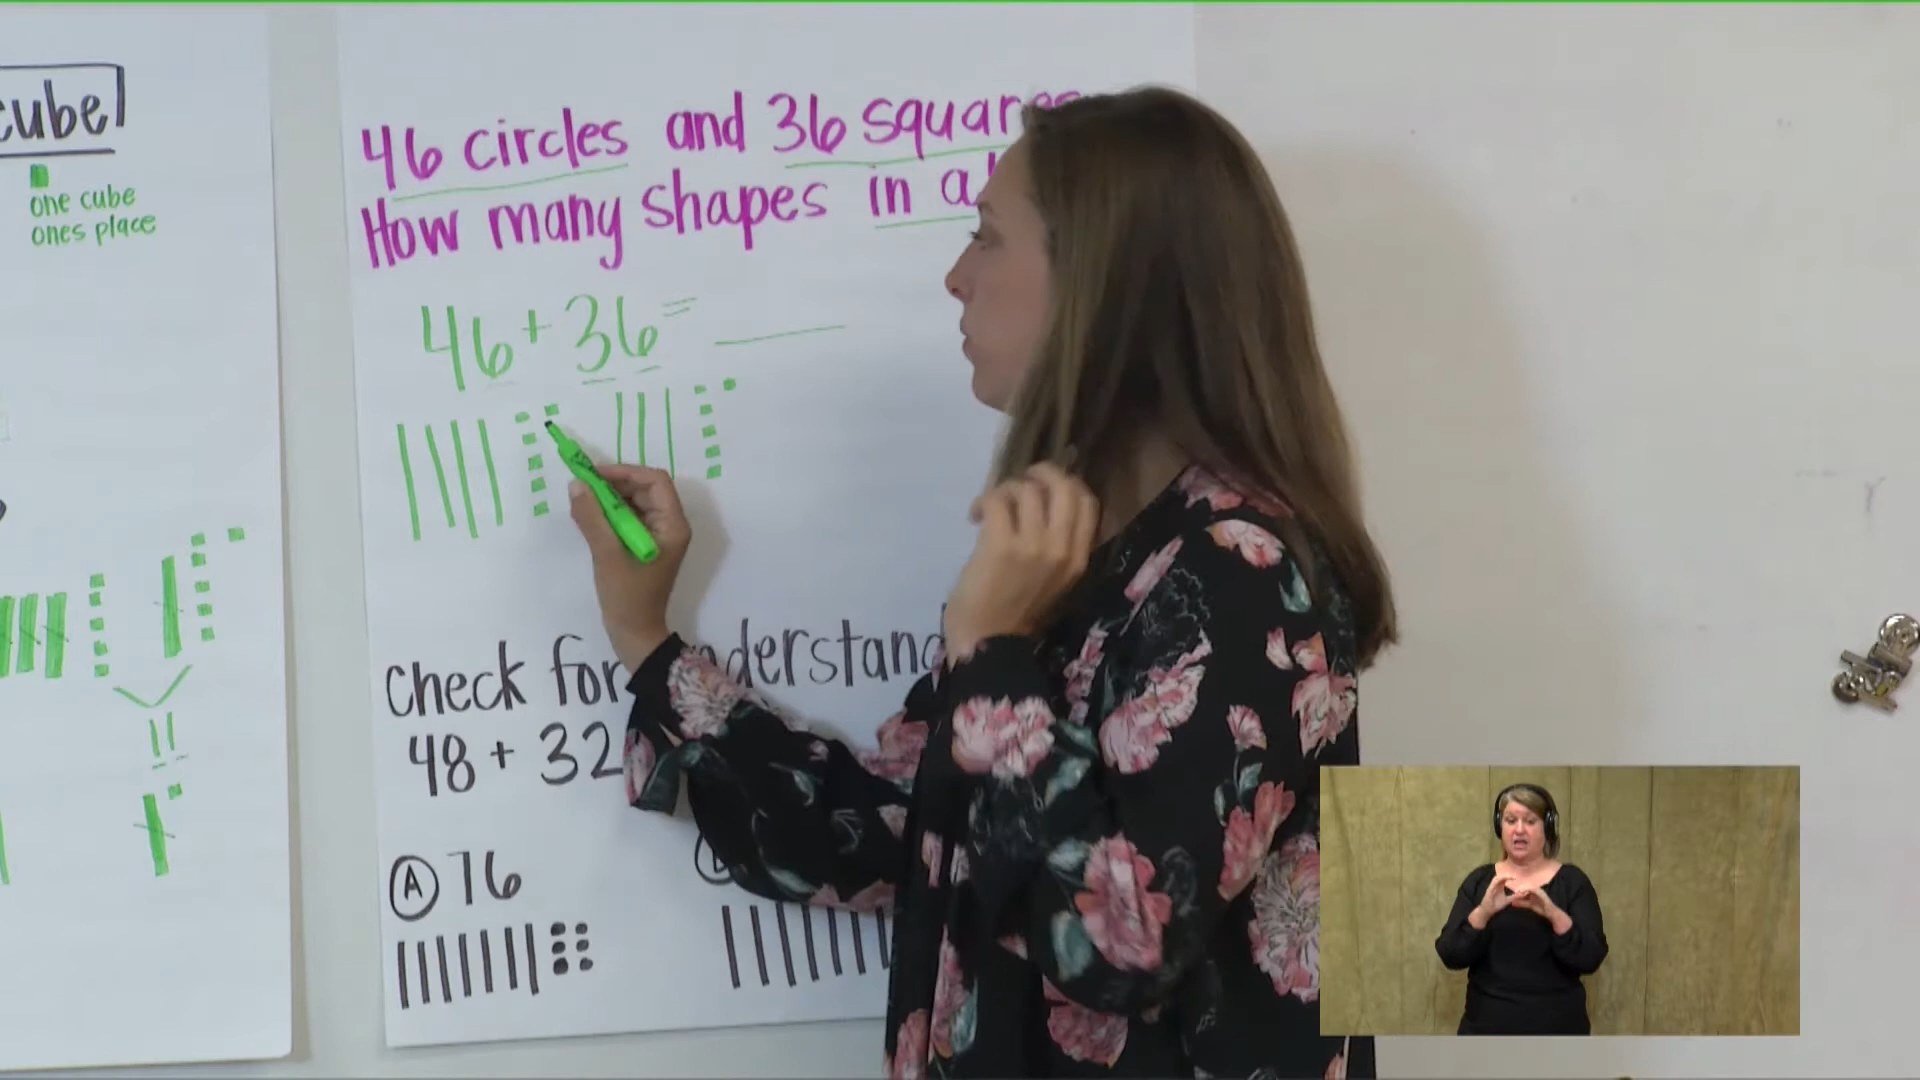 cube
one cube
ones place
46 circles and 36 squares
How many shapes in
46 + 36 =
Check for
48 + 32
A 76